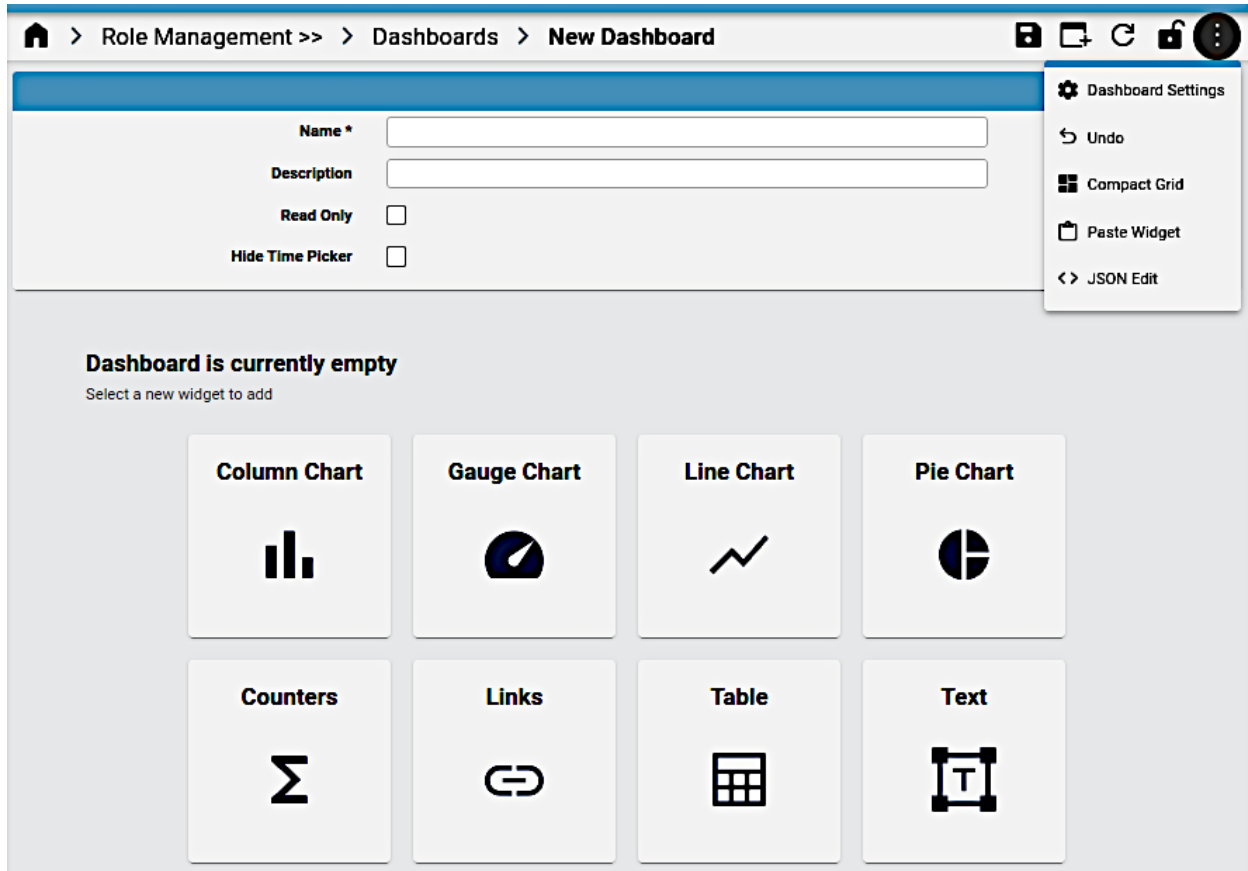 Role Management >> > Dashboards > New Dashboard
Dashboard Settings
Undo
Compact Grid
Paste Widget
JSON Edit
Name *
Description
Read Only
Hide Time Picker
Dashboard is currently empty
Select a new widget to add
Column Chart
Gauge Chart
Line Chart
Pie Chart
Counters
Links
Table
Text
T